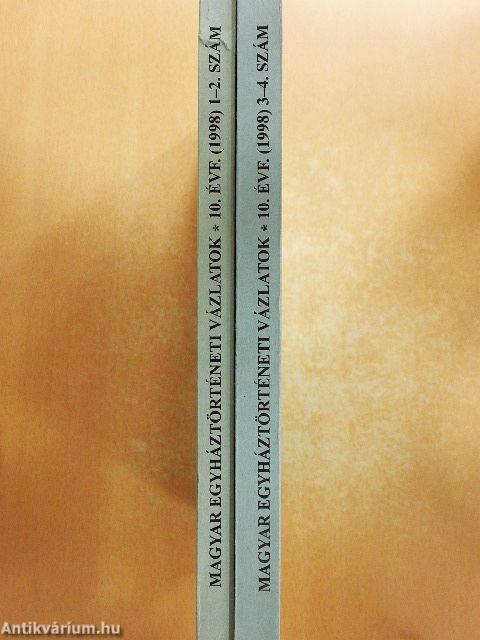 MAGYAR EGYHÁZTÖRTÉNETI VÁZLATOK * 10. ÉVF. (1998) 1–2. SZÁM
MAGYAR EGYHÁZTÖRTÉNETI VÁZLATOK * 10. ÉVF. (1998) 3–4. SZÁM
Antikvárium.hu